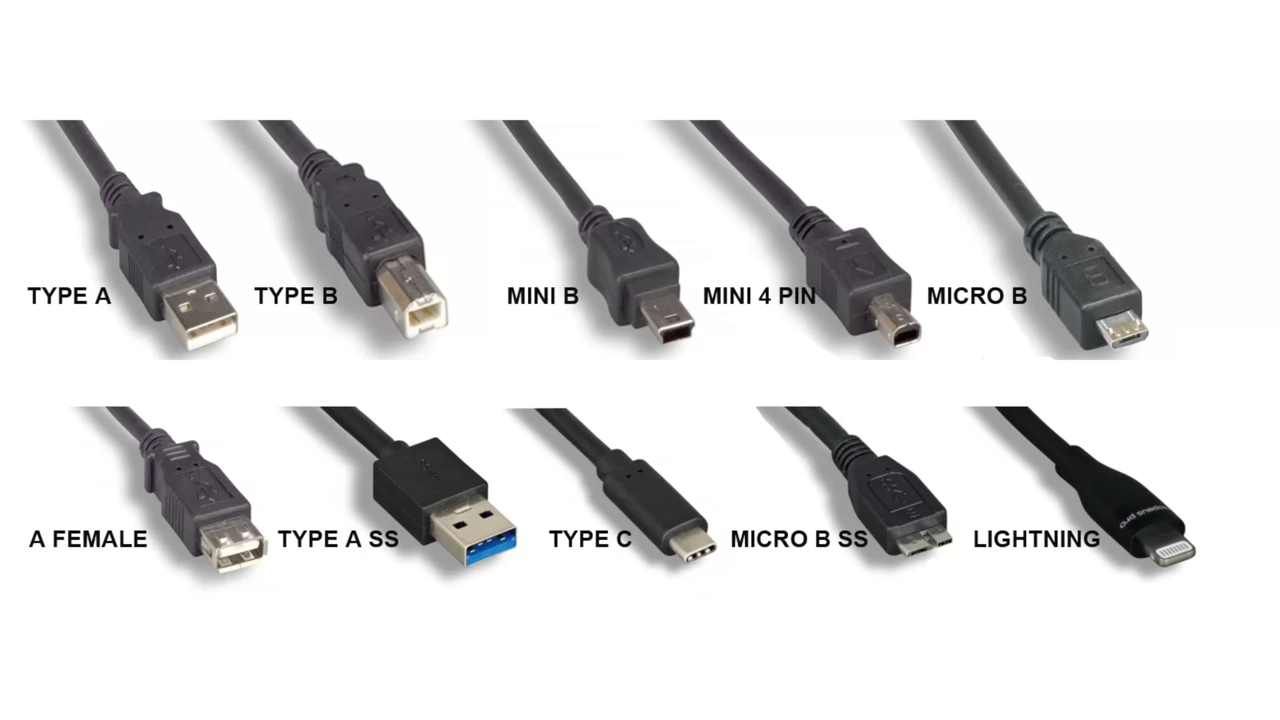 TYPE A
TYPE B
MINI B
MINI 4 PIN
MICRO B
A FEMALE
TYPE A SS
TYPE C
MICRO B SS
LIGHTNING